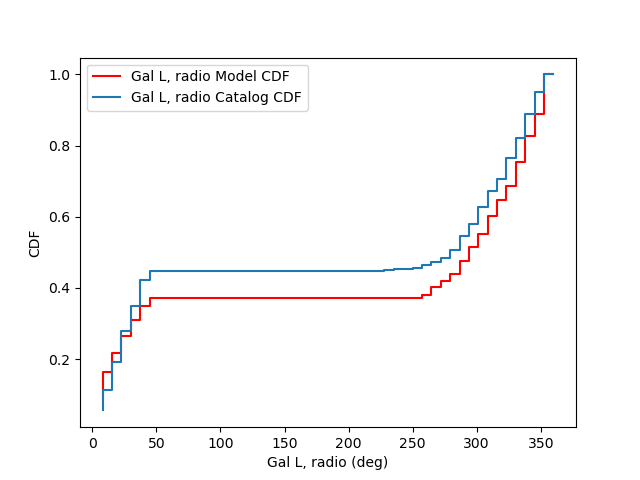 Gal L, radio Model CDF
Gal L, radio Catalog CDF
1.0
0.8
0.6
0.4
0.2
CDF
0 50 100 150 200 250 300 350
Gal L, radio (deg)